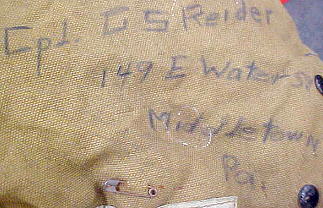 Cpl. G S Reider
149 E Water St
Middletown
Pa.